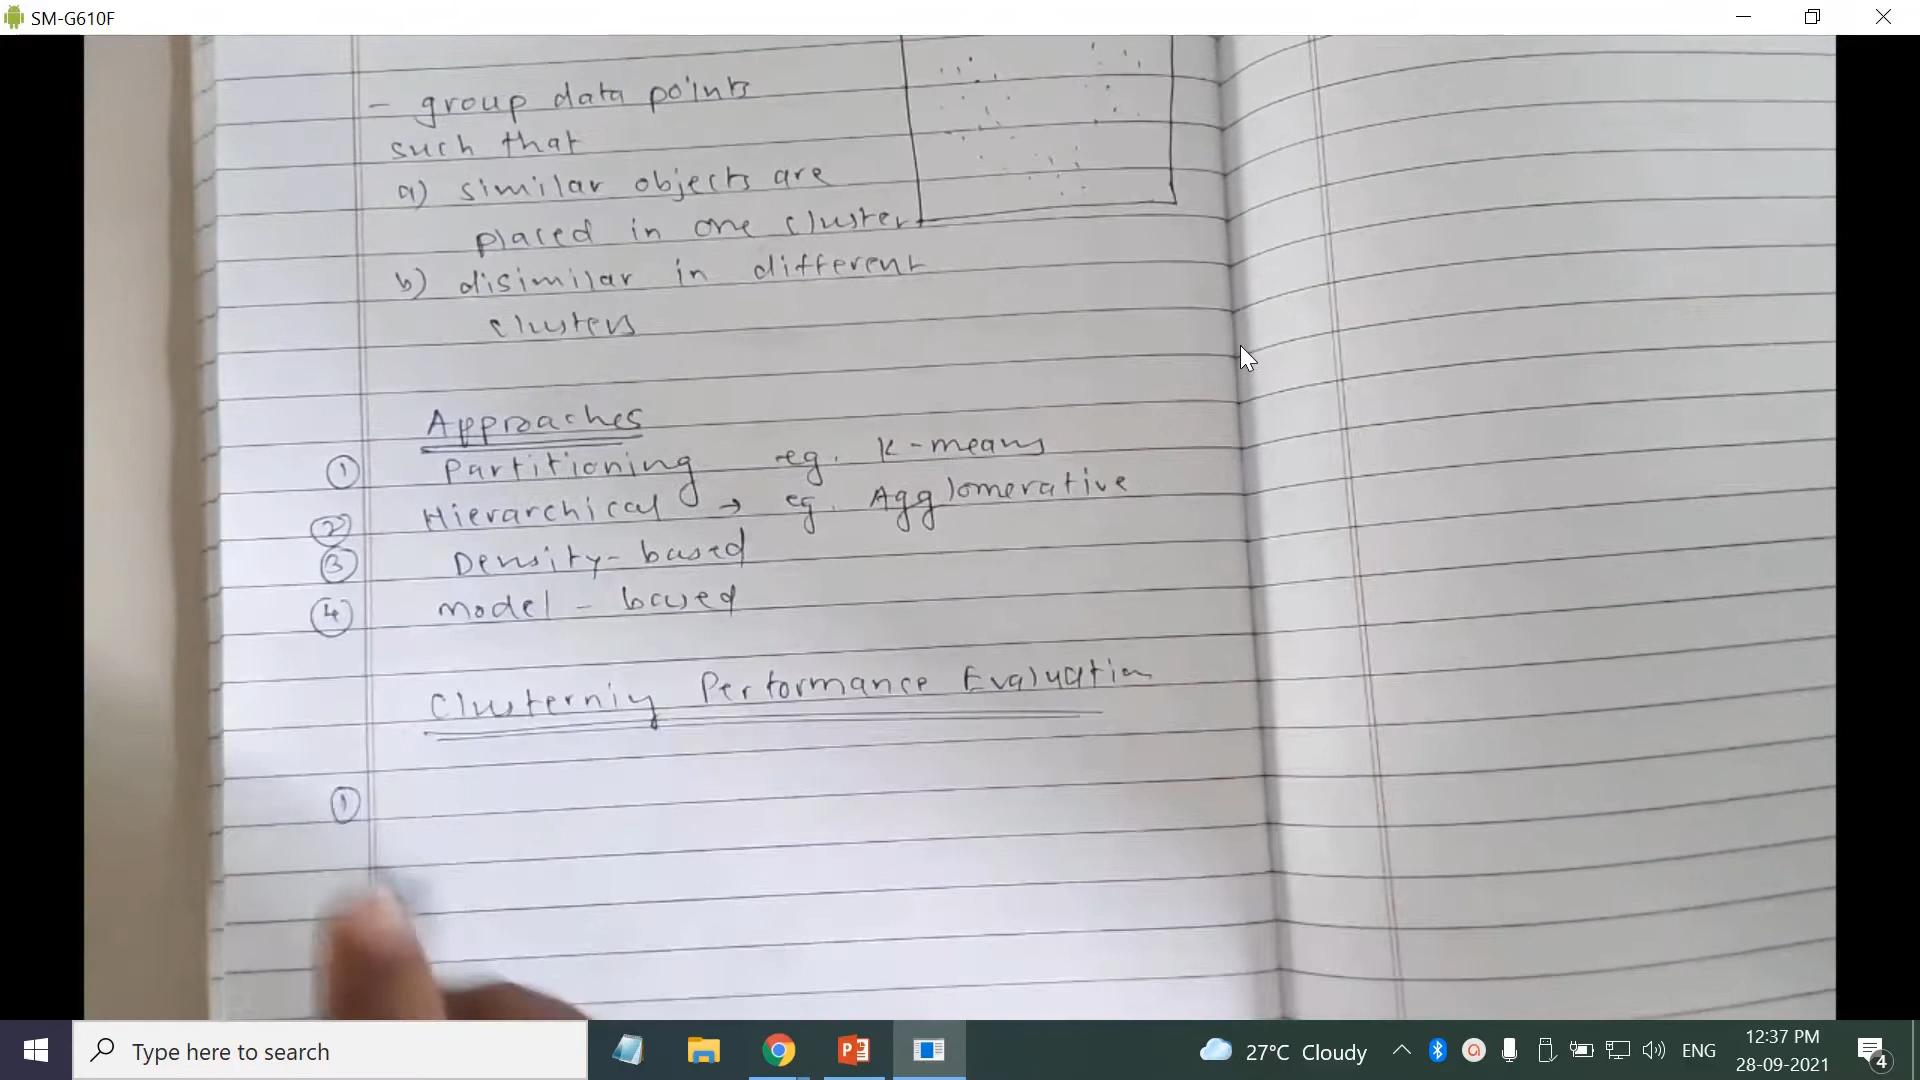 SM-G610F
- group data points
such that
a) similar objects are
placed in one cluster
b) disimilar in different
clusters
Approaches
① Partitioning eg. K-means
② Hierarchical → eg. Agglomerative
③ Density-based
④ model - based
Clusterniy Performance Evaluation
①
Type here to search
27°C Cloudy
ENG
12:37 PM
28-09-2021
4